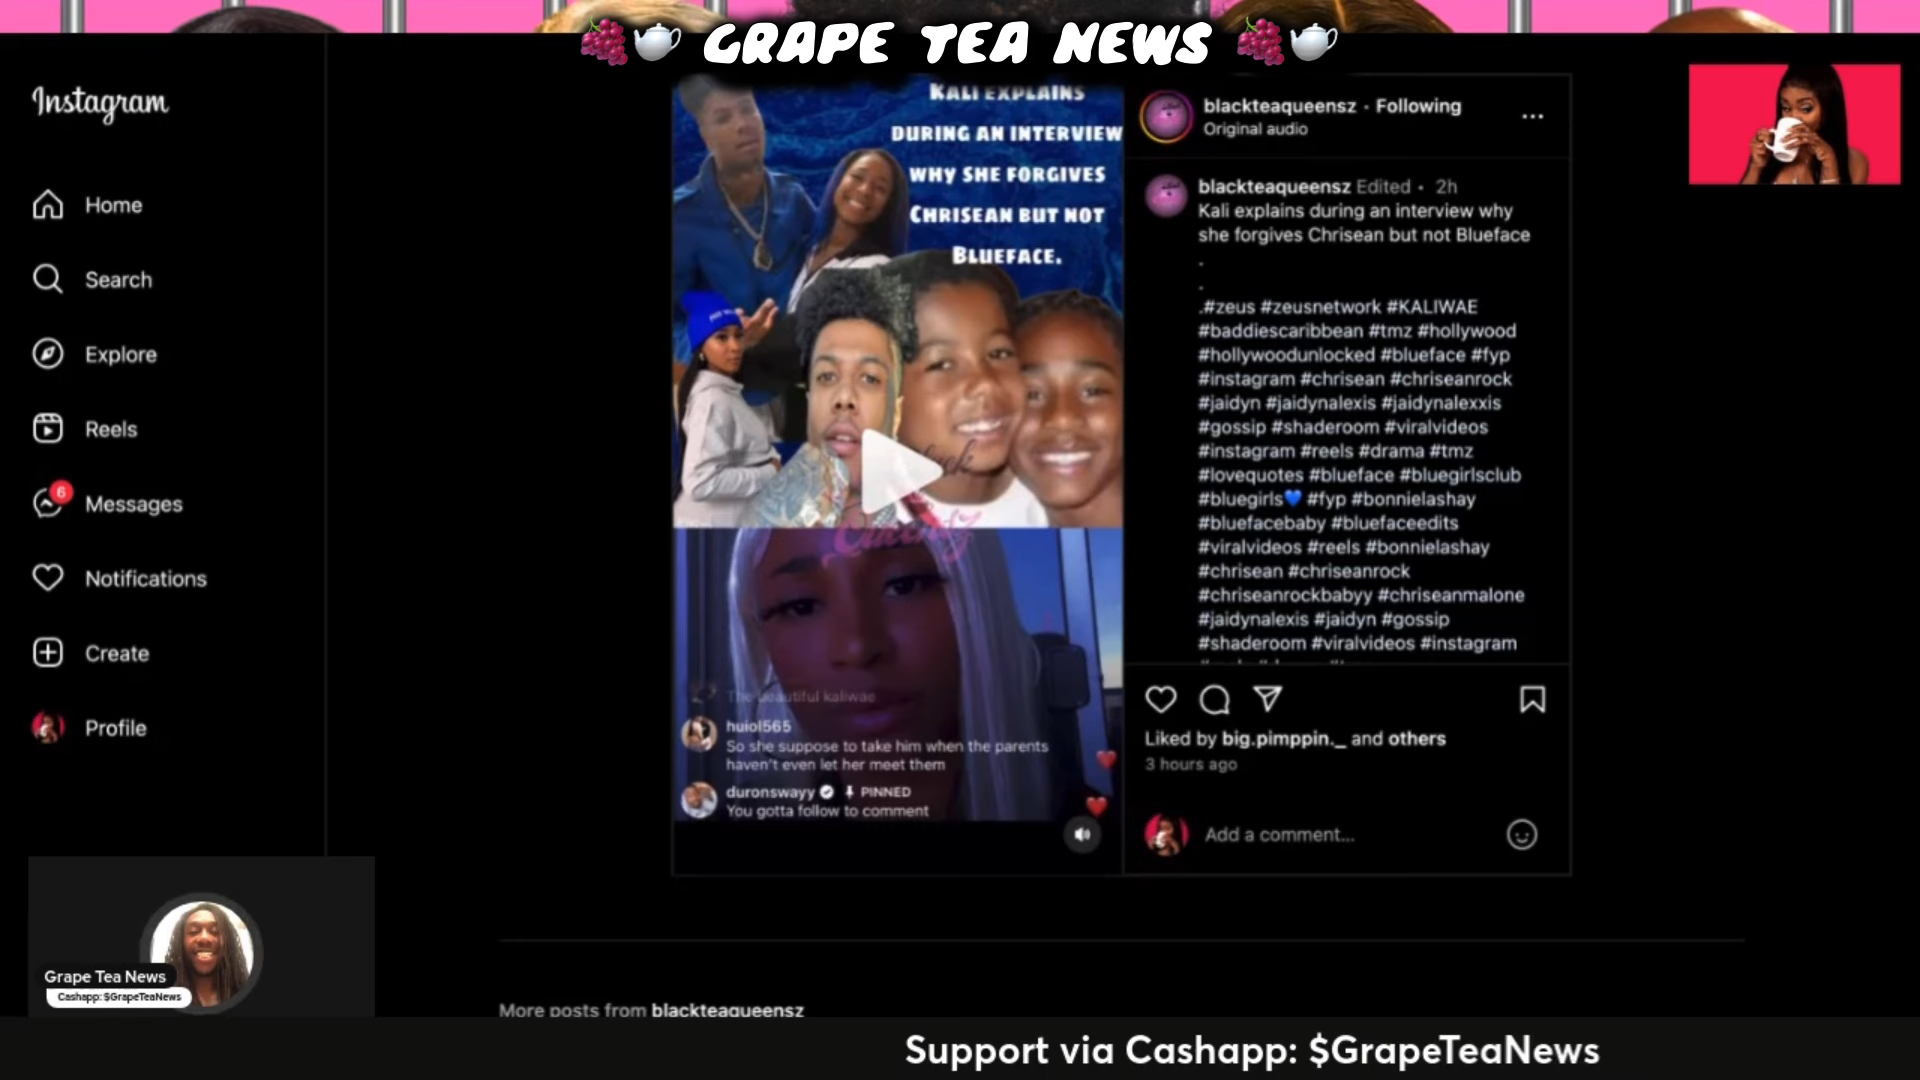 GRAPE TEA NEWS
Instagram
Home
Search
Explore
Reels
6
Messages
Notifications
Create
Profile
KALI EXPLAINS
DURING AN INTERVIEW
WHY SHE FORGIVES
CHRISEAN BUT NOT
BLUEFACE.
The beautiful kaliwae
huiol565
So she suppose to take him when the parents
haven't even let her meet them
duronswayy PINNED
You gotta follow to comment
blackteaqueensz • Following
Original audio
blackteaqueensz Edited • 2h
Kali explains during an interview why
she forgives Chrisean but not Blueface
.
.
.#zeus #zeusnetwork #KALIWAE
#baddiescaribbean #tmz #hollywood
#hollywoodunlocked #blueface #fyp
#instagram #chrisean #chriseanrock
#jaidyn #jaidynalexis #jaidynalexxis
#gossip #shaderoom #viralvideos
#instagram #reels #drama #tmz
#lovequotes #blueface #bluegirlsclub
#bluegirls💙 #fyp #bonnielashay
#bluefacebaby #bluefaceedits
#viralvideos #reels #bonnielashay
#chrisean #chriseanrock
#chriseanrockbabyy #chriseanmalone
#jaidynalexis #jaidyn #gossip
#shaderoom #viralvideos #instagram
Liked by big.pimppin._ and others
3 hours ago
Add a comment...
Grape Tea News
Cashapp: $GrapeTeaNews
More posts from blackteaqueensz
Support via Cashapp: $GrapeTeaNews